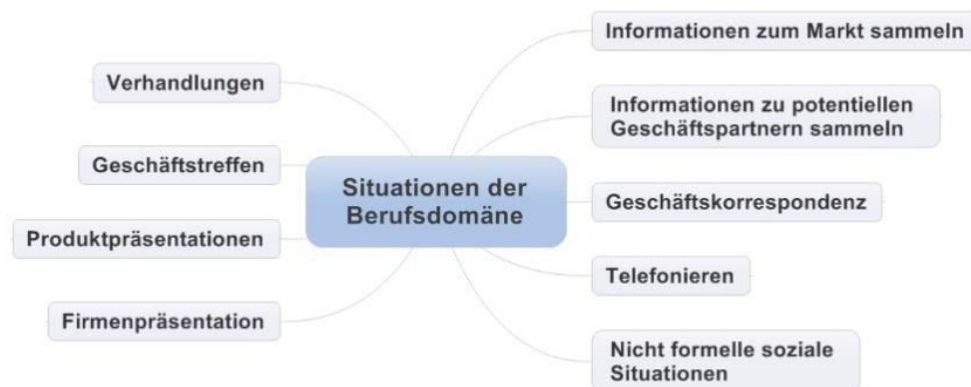 Situationen der
Berufsdomäne
Informationen zum Markt sammeln
Informationen zu potentiellen
Geschäftspartnern sammeln
Geschäftskorrespondenz
Telefonieren
Nicht formelle soziale
Situationen
Verhandlungen
Geschäftstreffen
Produktpräsentationen
Firmenpräsentation